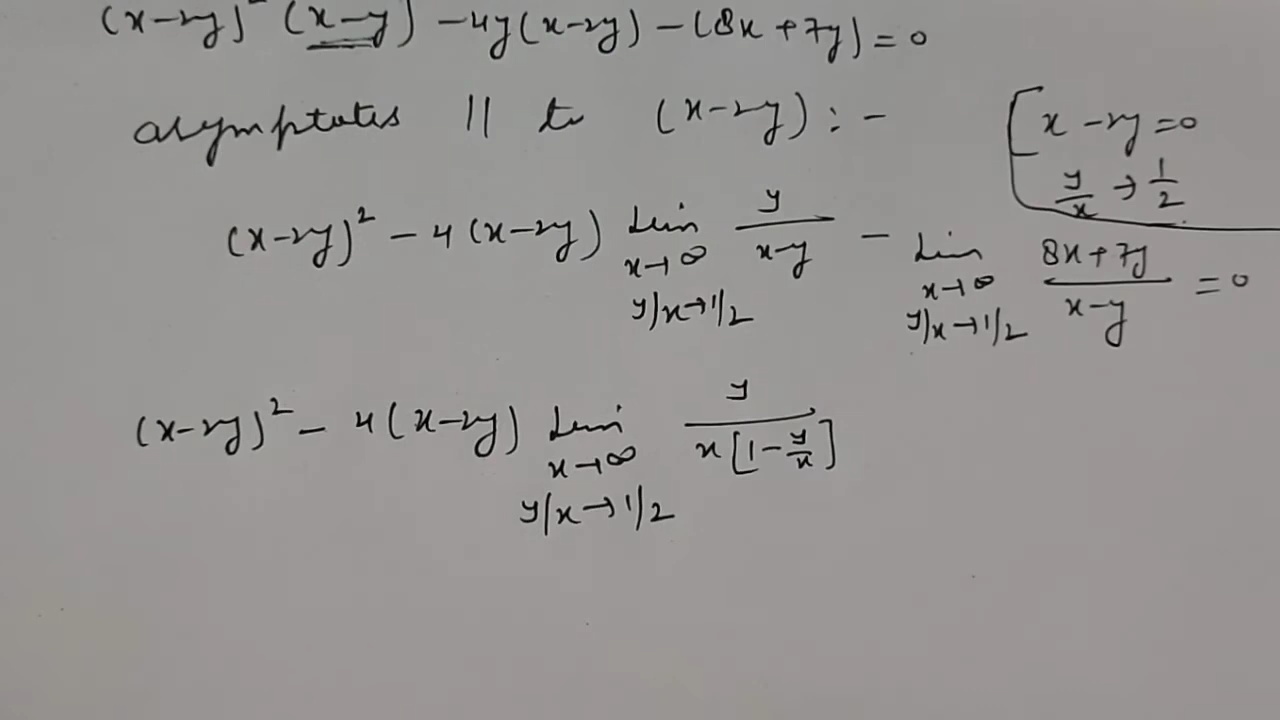 (x-2y)² (x-y) - 4y(x-2y) - (8x + 7y) = 0
asymptotes || to (x-2y) : -
[x - 2y = 0
y/x → 1/2
(x-2y)² - 4(x-2y) Lim x→∞ y/x→1/2 y/(x-y) - Lim x→∞ y/x→1/2 (8x+7y)/(x-y) = 0
(x-2y)² - 4(x-2y) Lim x→∞ y/x→1/2 y/(x[1-y/x])